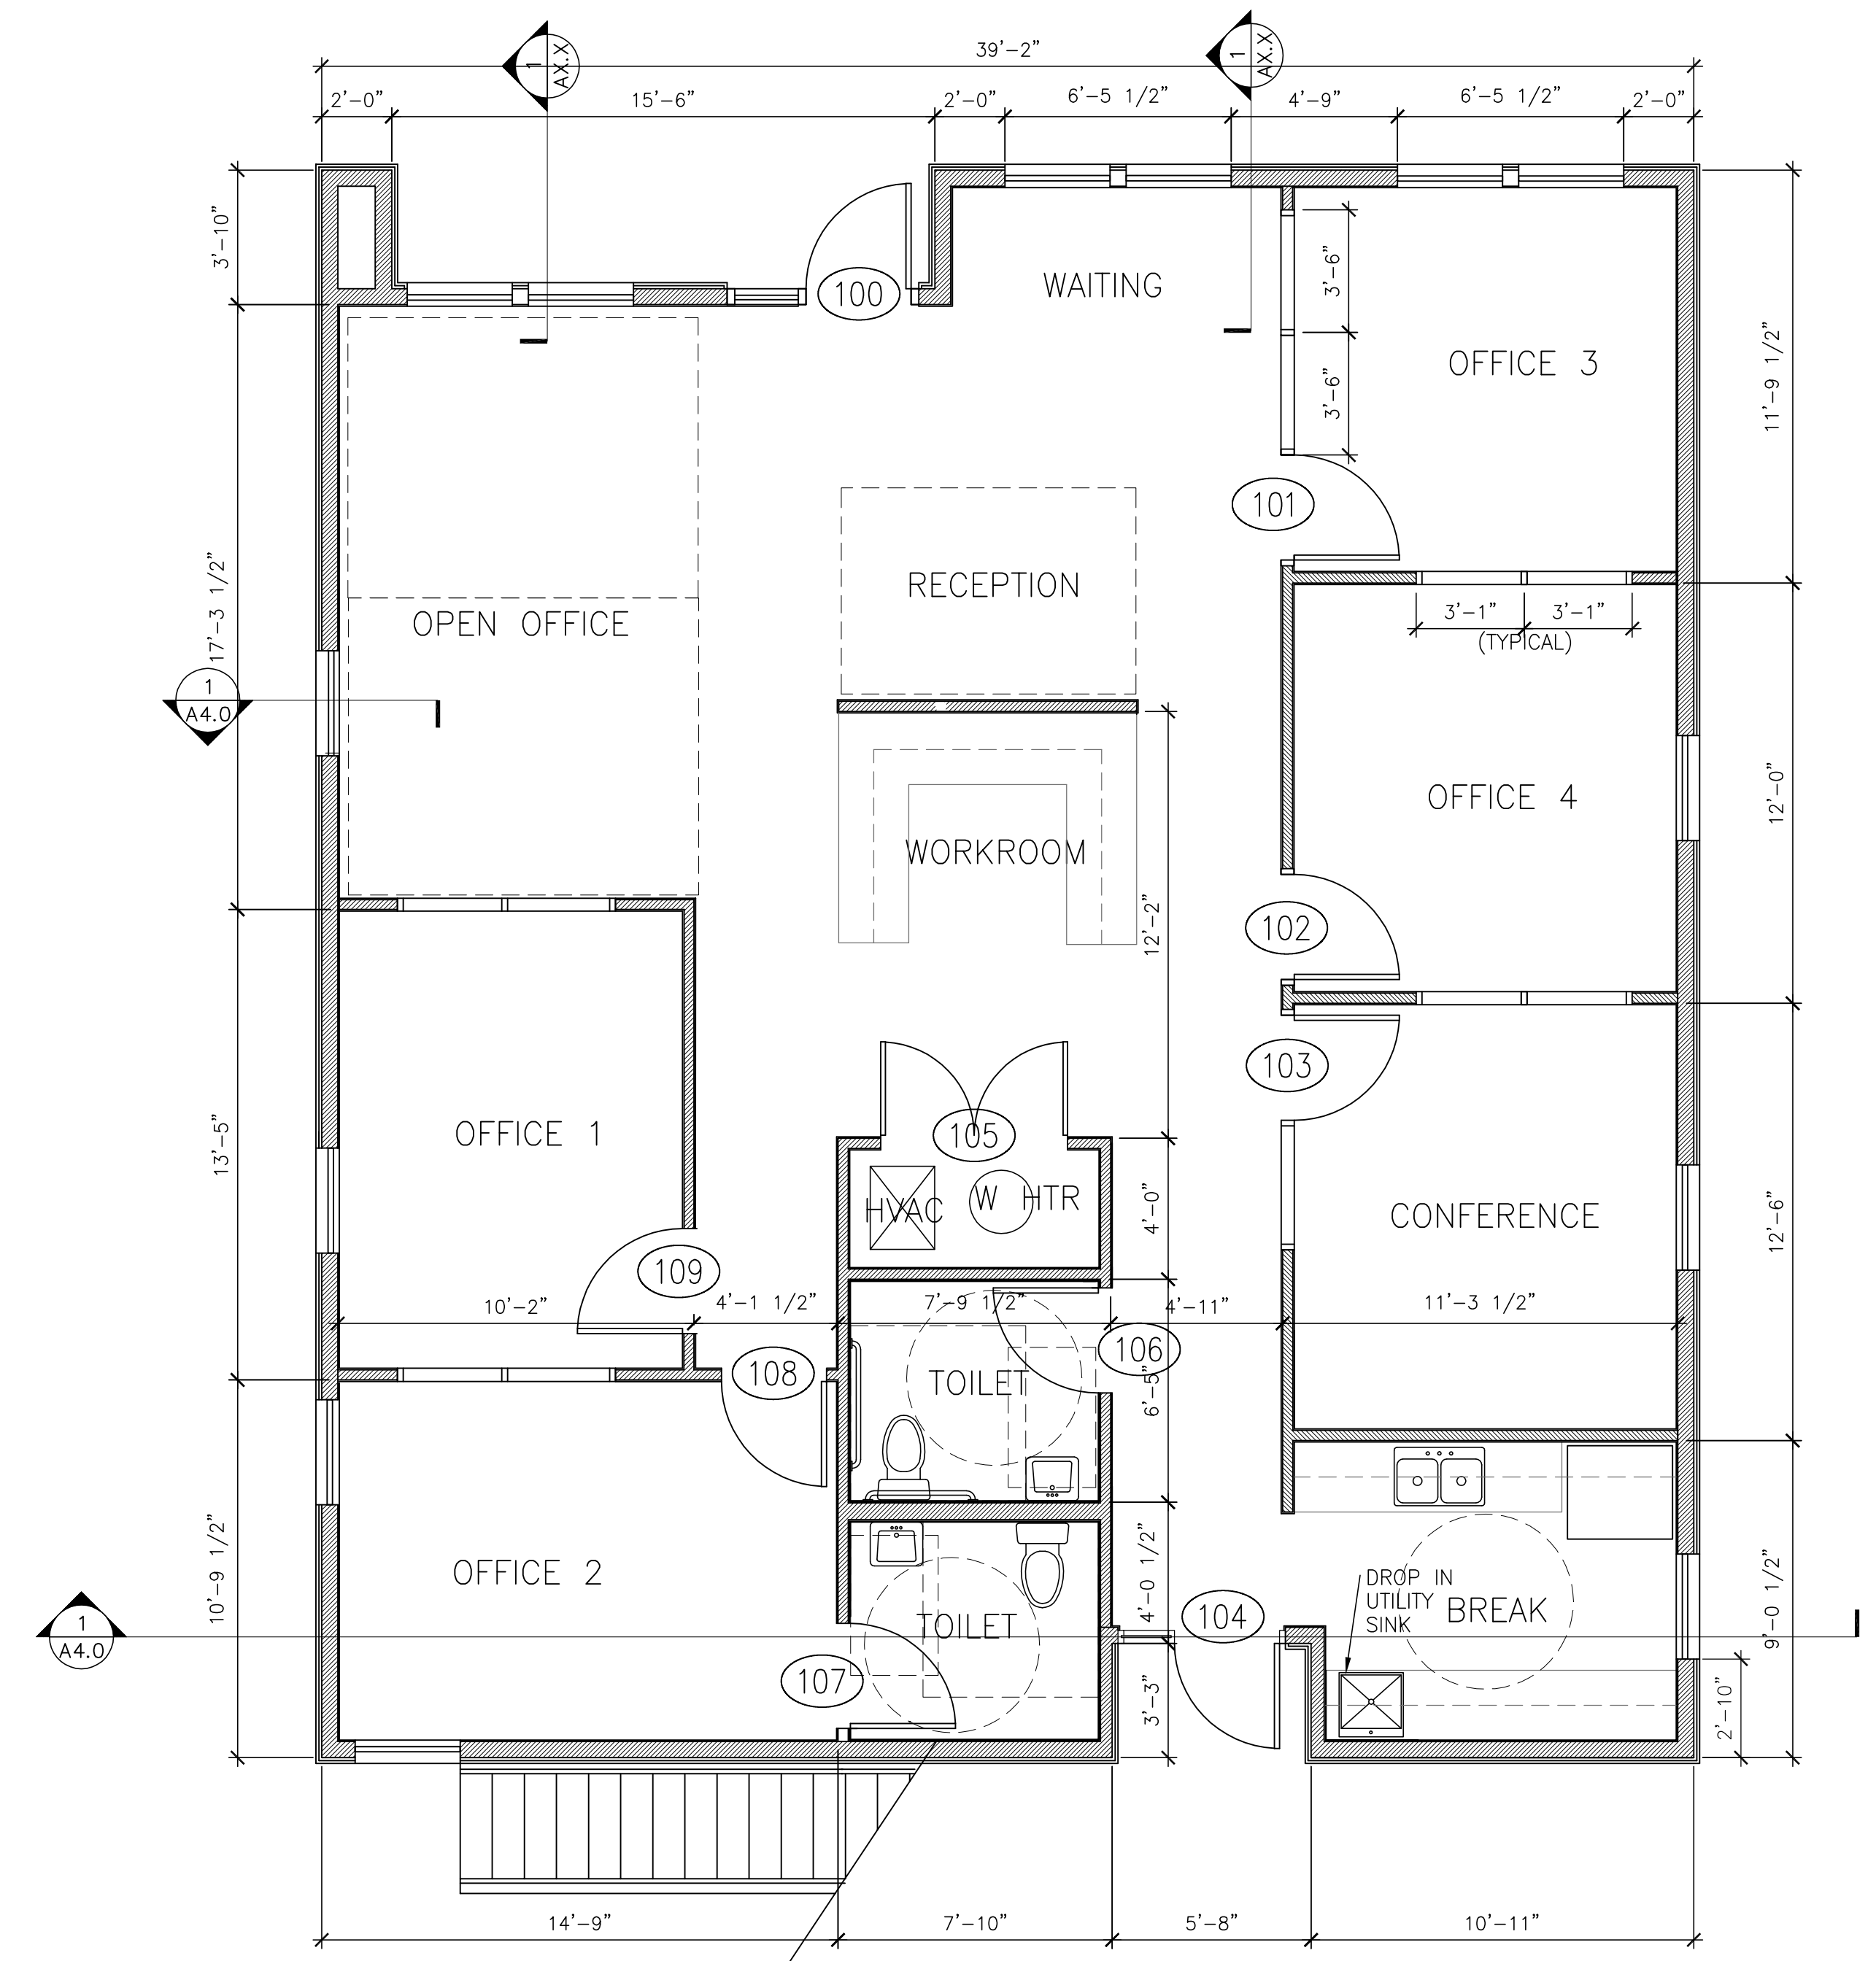 39'-2"
1
AX.X
1
AX.X
2'-0"
15'-6"
2'-0"
6'-5 1/2"
4'-9"
6'-5 1/2"
2'-0"
3'-10"
100
WAITING
3'-6"
OFFICE 3
11'-9 1/2"
3'-6"
101
17'-3 1/2"
OPEN OFFICE
RECEPTION
3'-1"
3'-1"
(TYPICAL)
1
A4.0
OFFICE 4
12'-0"
WORKROOM
12'-2"
102
103
13'-5"
OFFICE 1
105
HVAC
W HTR
4'-0"
CONFERENCE
12'-6"
109
10'-2"
4'-1 1/2"
7'-9 1/2"
4'-11"
11'-3 1/2"
106
108
TOILET
6'-5"
10'-9 1/2"
OFFICE 2
4'-0 1/2"
DROP IN
UTILITY
SINK
BREAK
9'-0 1/2"
1
A4.0
TOILET
104
107
3'-3"
2'-10"
14'-9"
7'-10"
5'-8"
10'-11"